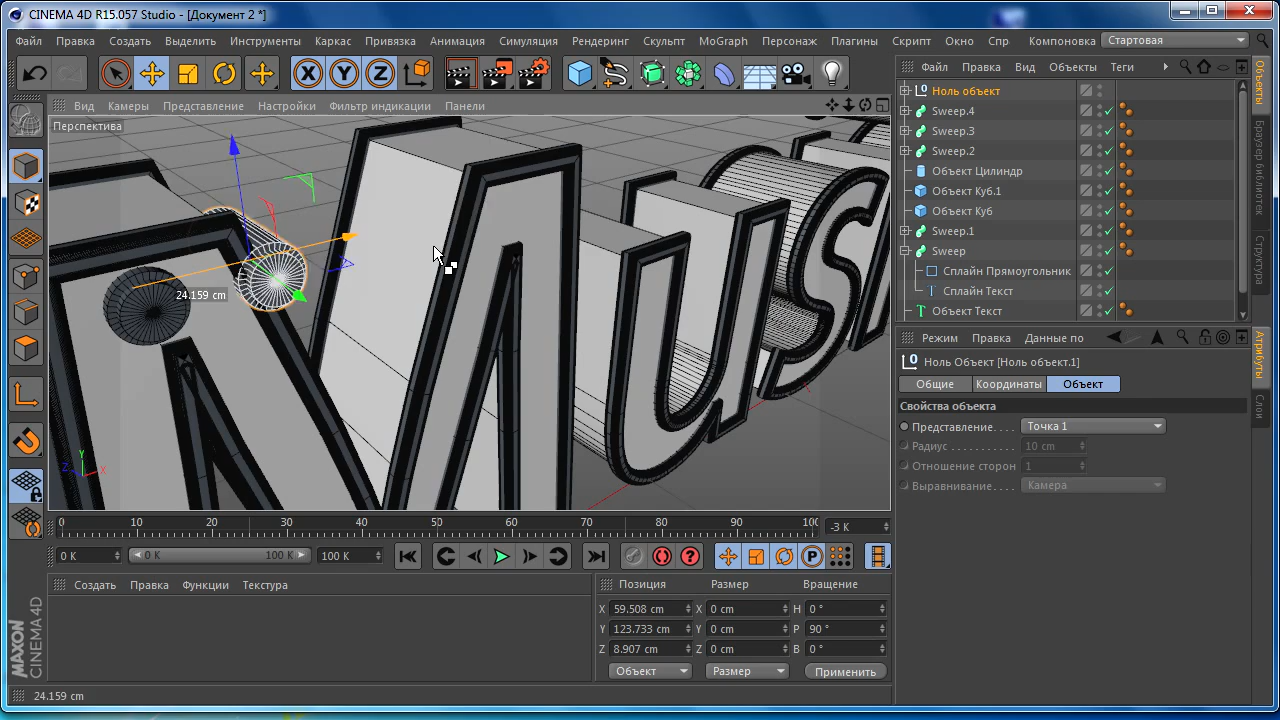 CINEMA 4D R15.057 Studio - [Документ 2 *]
Файл Правка Создать Выделить Инструменты Каркас Привязка Анимация Симуляция Рендеринг Скульпт MoGraph Персонаж Плагины Скрипт Окно Спр Компоновка Стартовая
X Y Z
Файл Правка Вид Объекты Теги
Вид Камеры Представление Настройки Фильтр индикации Панели
Перспектива
24.159 cm
Y
Z X
Ноль объект
Sweep.4
Sweep.3
Sweep.2
Объект Цилиндр
Объект Куб.1
Объект Куб
Sweep.1
Sweep
Сплайн Прямоугольник
Сплайн Текст
Объект Текст
Объекты
Браузер библиотек
Структура
Режим Правка Данные по
Ноль Объект [Ноль объект.1]
Общие Координаты Объект
Свойства объекта
Представление. . . . Точка 1
Радиус . . . . . . . . . . . 10 cm
Отношение сторон 1
Выравнивание. . . . . Камера
Атрибуты
Слои
0 10 20 30 40 50 60 70 80 90 100 -3 K
0 K 0 K 100 K 100 K
Создать Правка Функции Текстура
Позиция Размер Вращение
X 59.508 cm X 0 cm H 0 °
Y 123.733 cm Y 0 cm P 90 °
Z 8.907 cm Z 0 cm B 0 °
Объект Размер Применить
MAXON
CINEMA 4D
24.159 cm